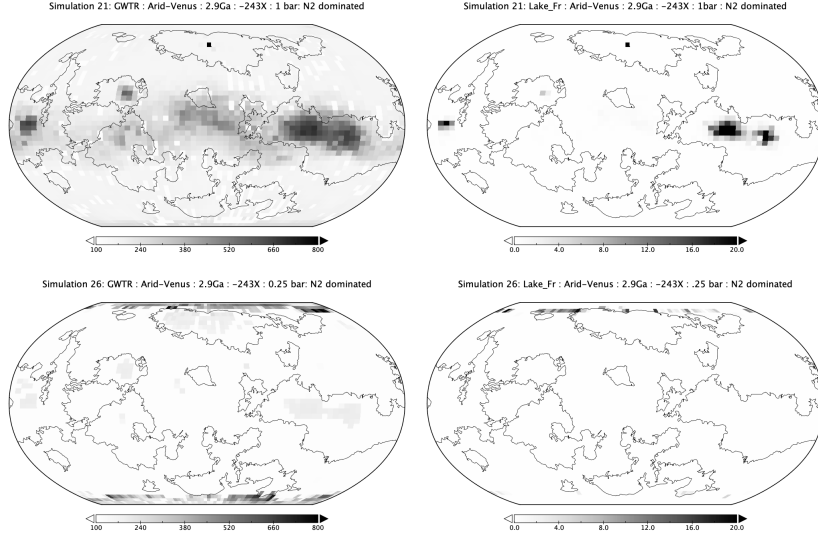 Simulation 21: GWTR : Arid-Venus : 2.9Ga : -243X : 1 bar: N2 dominated
Simulation 21: Lake_Fr : Arid-Venus : 2.9Ga : -243X : 1bar : N2 dominated
100 240 380 520 660 800
0.0 4.0 8.0 12.0 16.0 20.0
Simulation 26: GWTR : Arid-Venus : 2.9Ga : -243X : 0.25 bar: N2 dominated
Simulation 26: Lake_Fr : Arid-Venus : 2.9Ga : -243X : .25 bar : N2 dominated
100 240 380 520 660 800
0.0 4.0 8.0 12.0 16.0 20.0